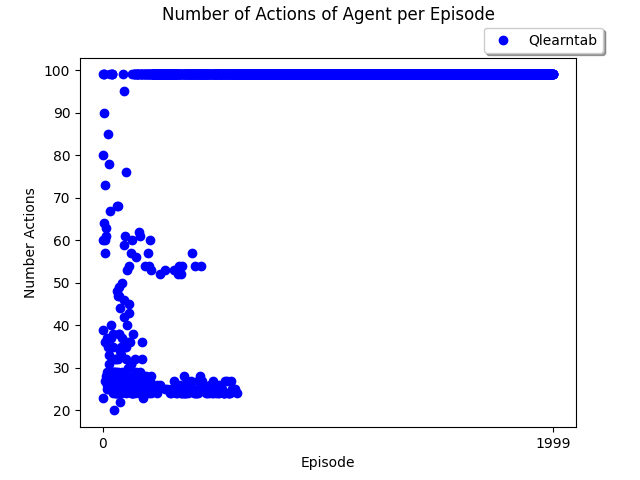 Number of Actions of Agent per Episode
Qlearntab
100
90
80
70
60
50
40
30
20
Number Actions
0 1999
Episode